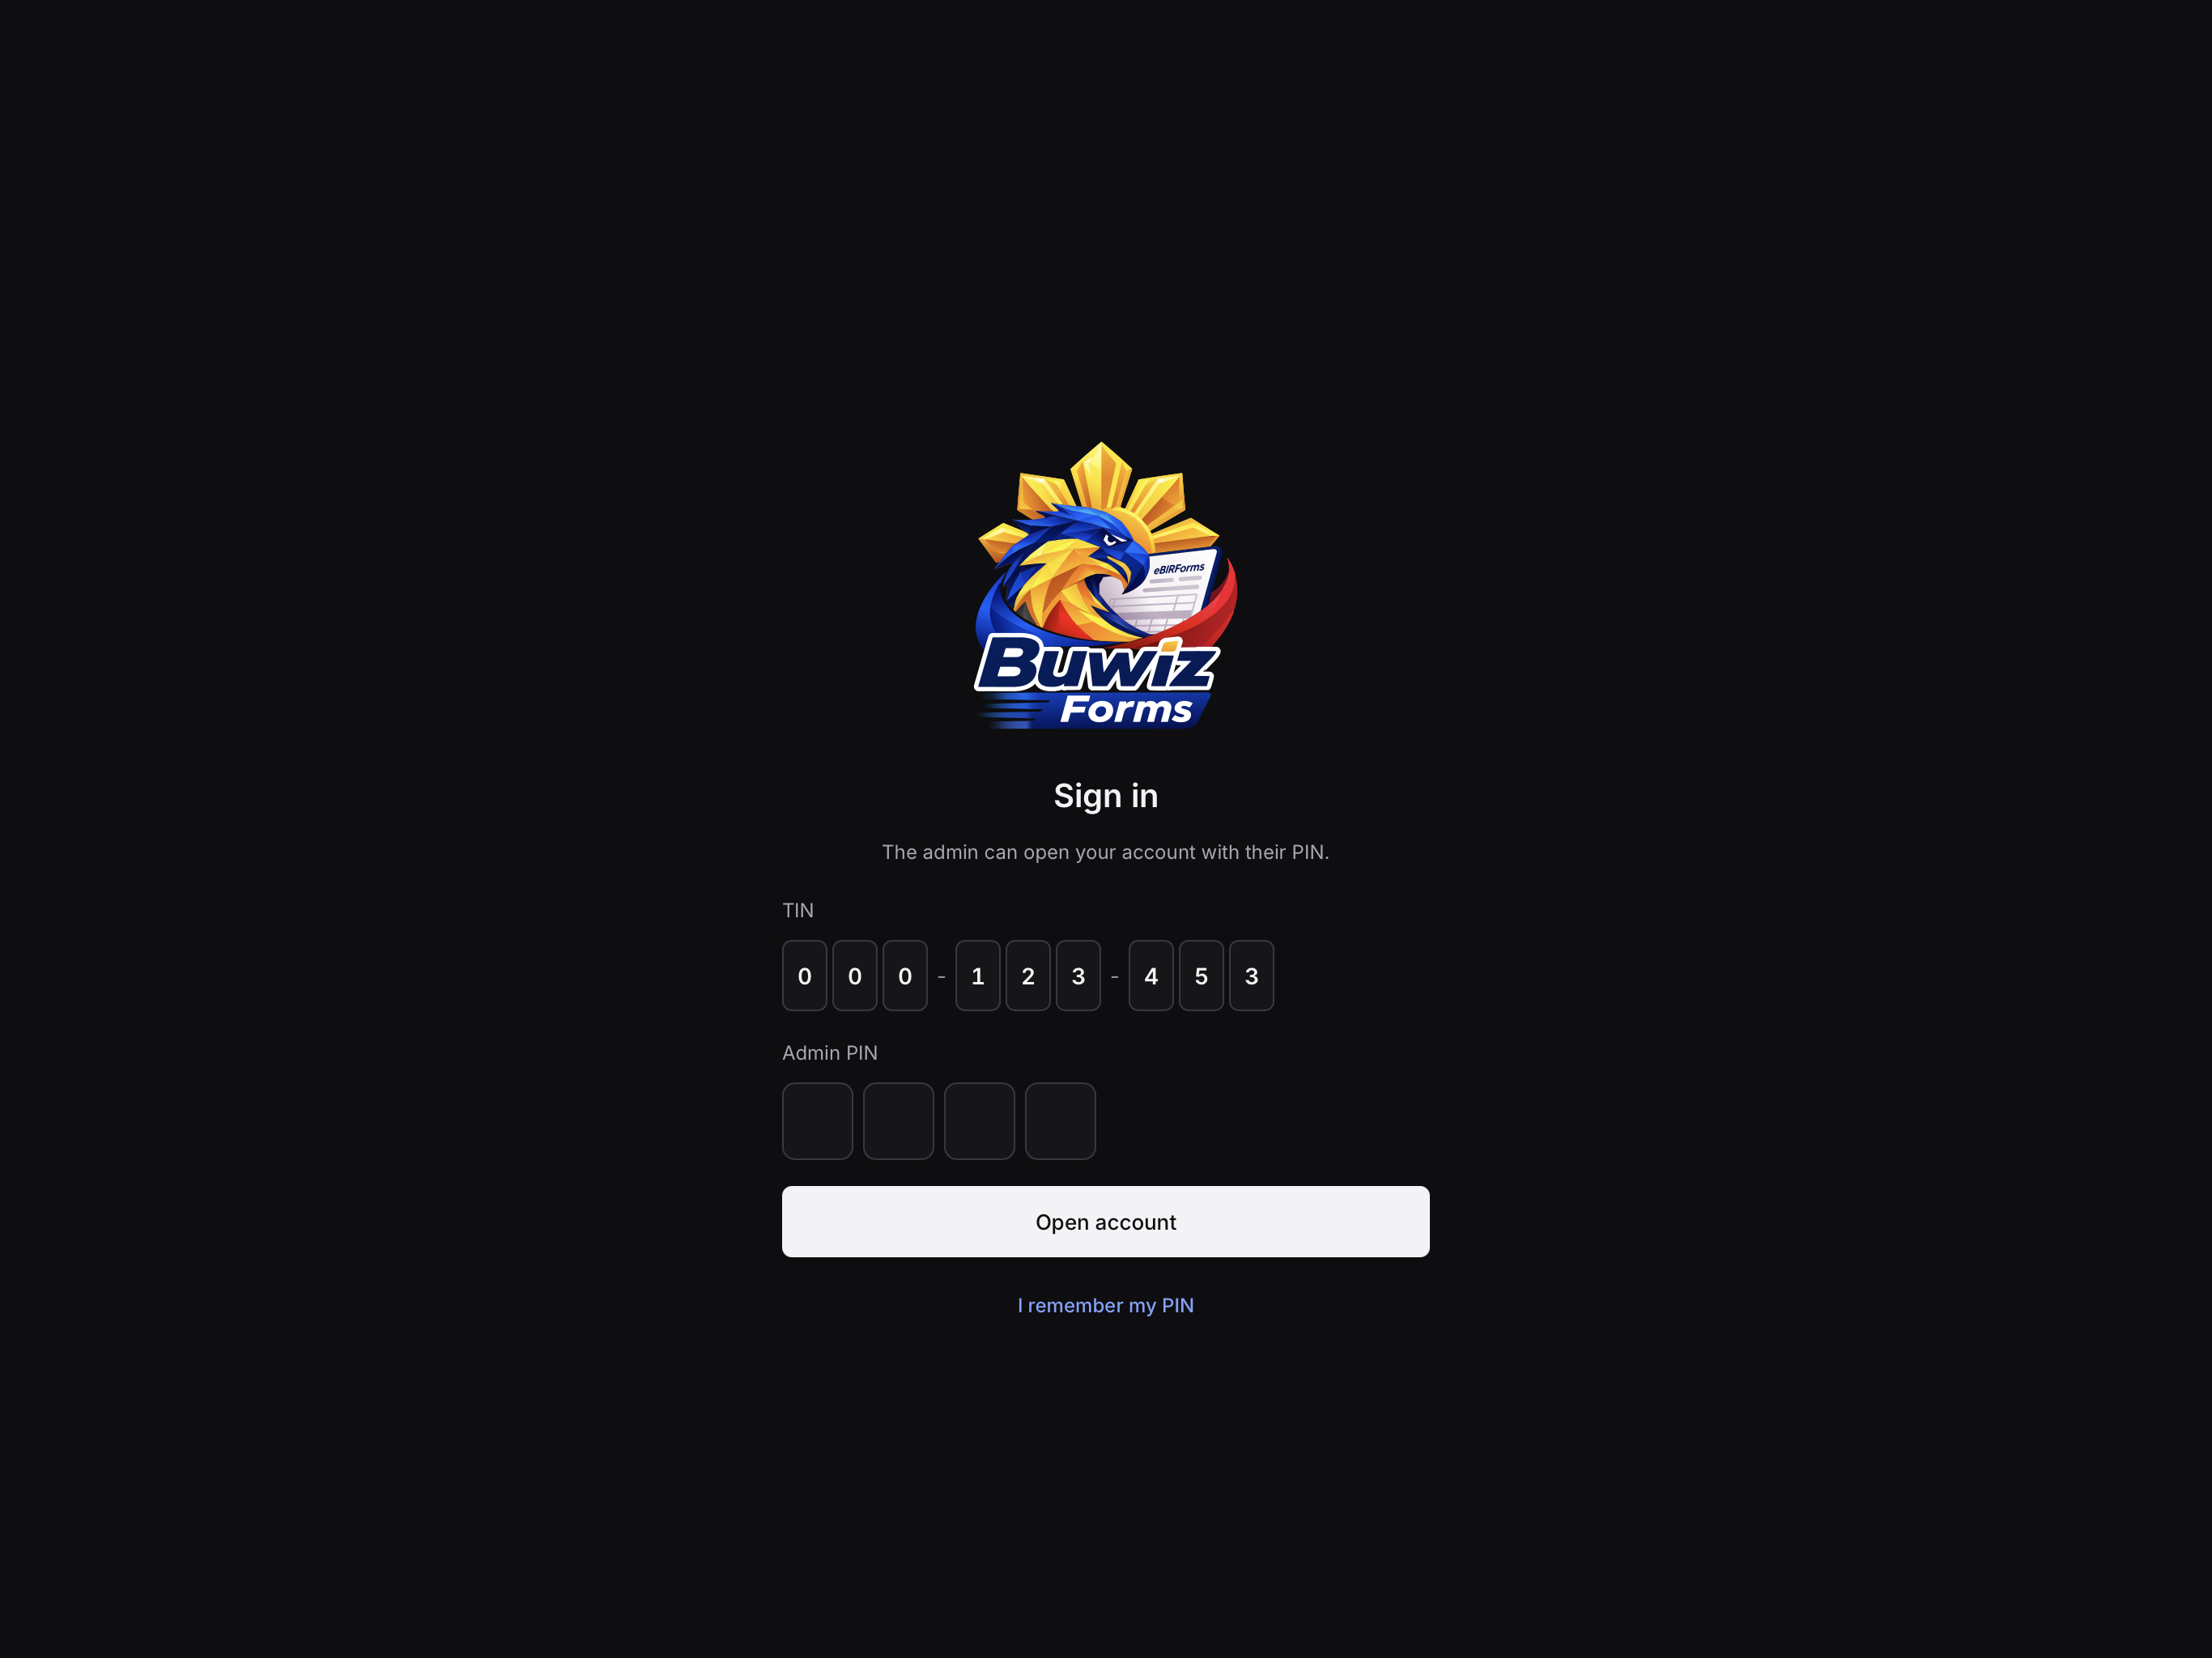 eBIRForms
Buwiz
Forms
Sign in
The admin can open your account with their PIN.
TIN
0 0 0 - 1 2 3 - 4 5 3
Admin PIN
Open account
I remember my PIN